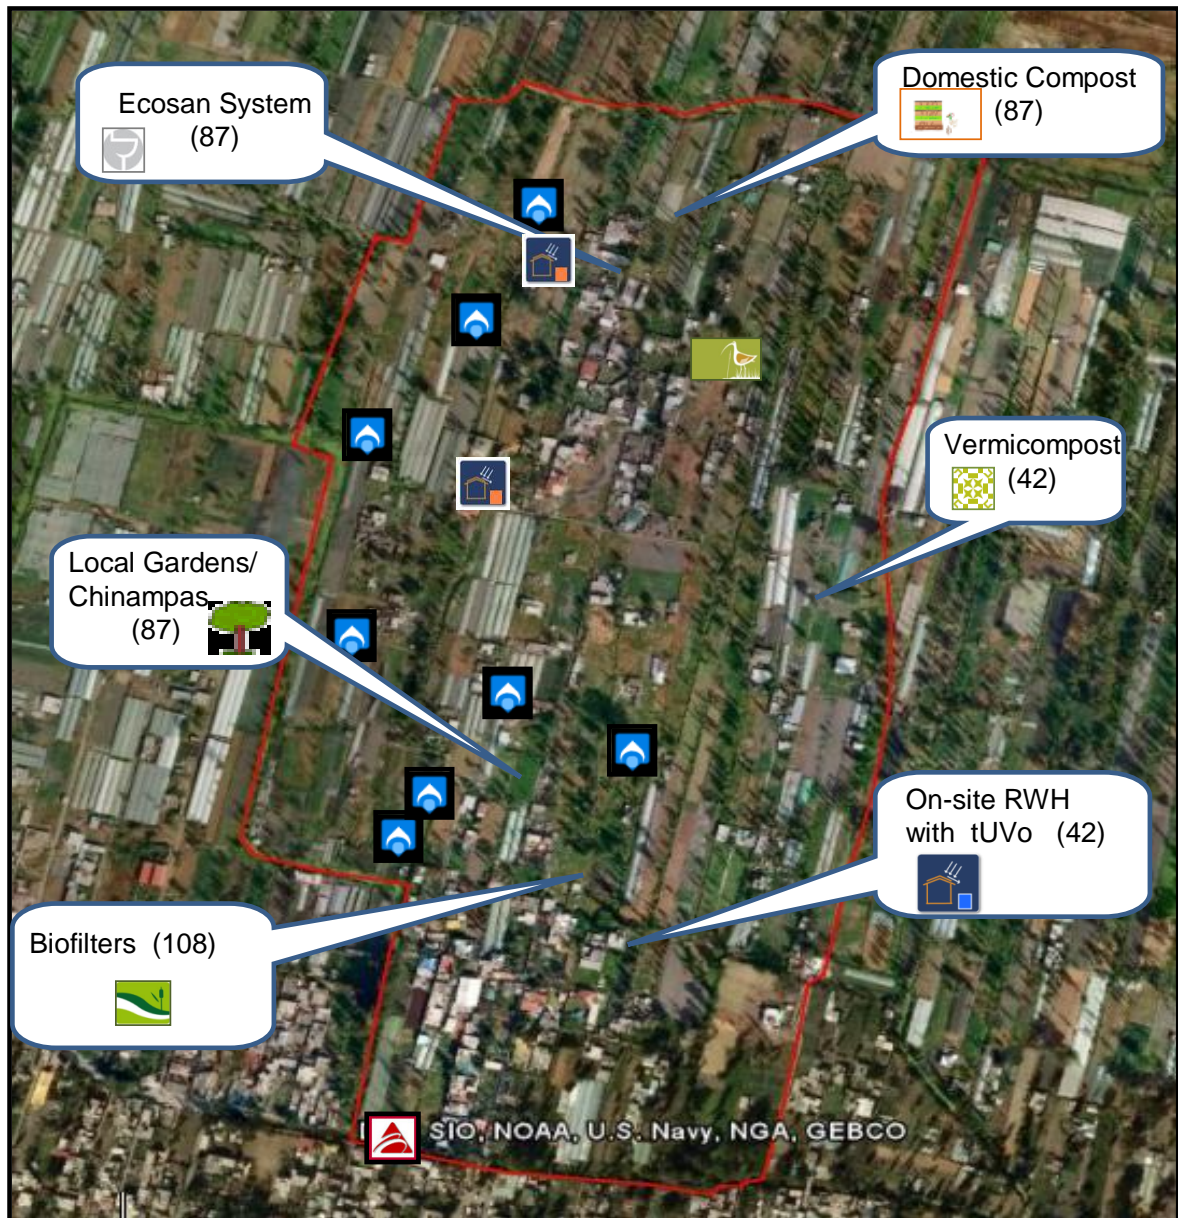 Ecosan System
(87)
Domestic Compost
(87)
Vermicompost
(42)
Local Gardens/
Chinampas
(87)
On-site RWH
with tUVo (42)
Biofilters (108)
SIO, NOAA, U.S. Navy, NGA, GEBCO